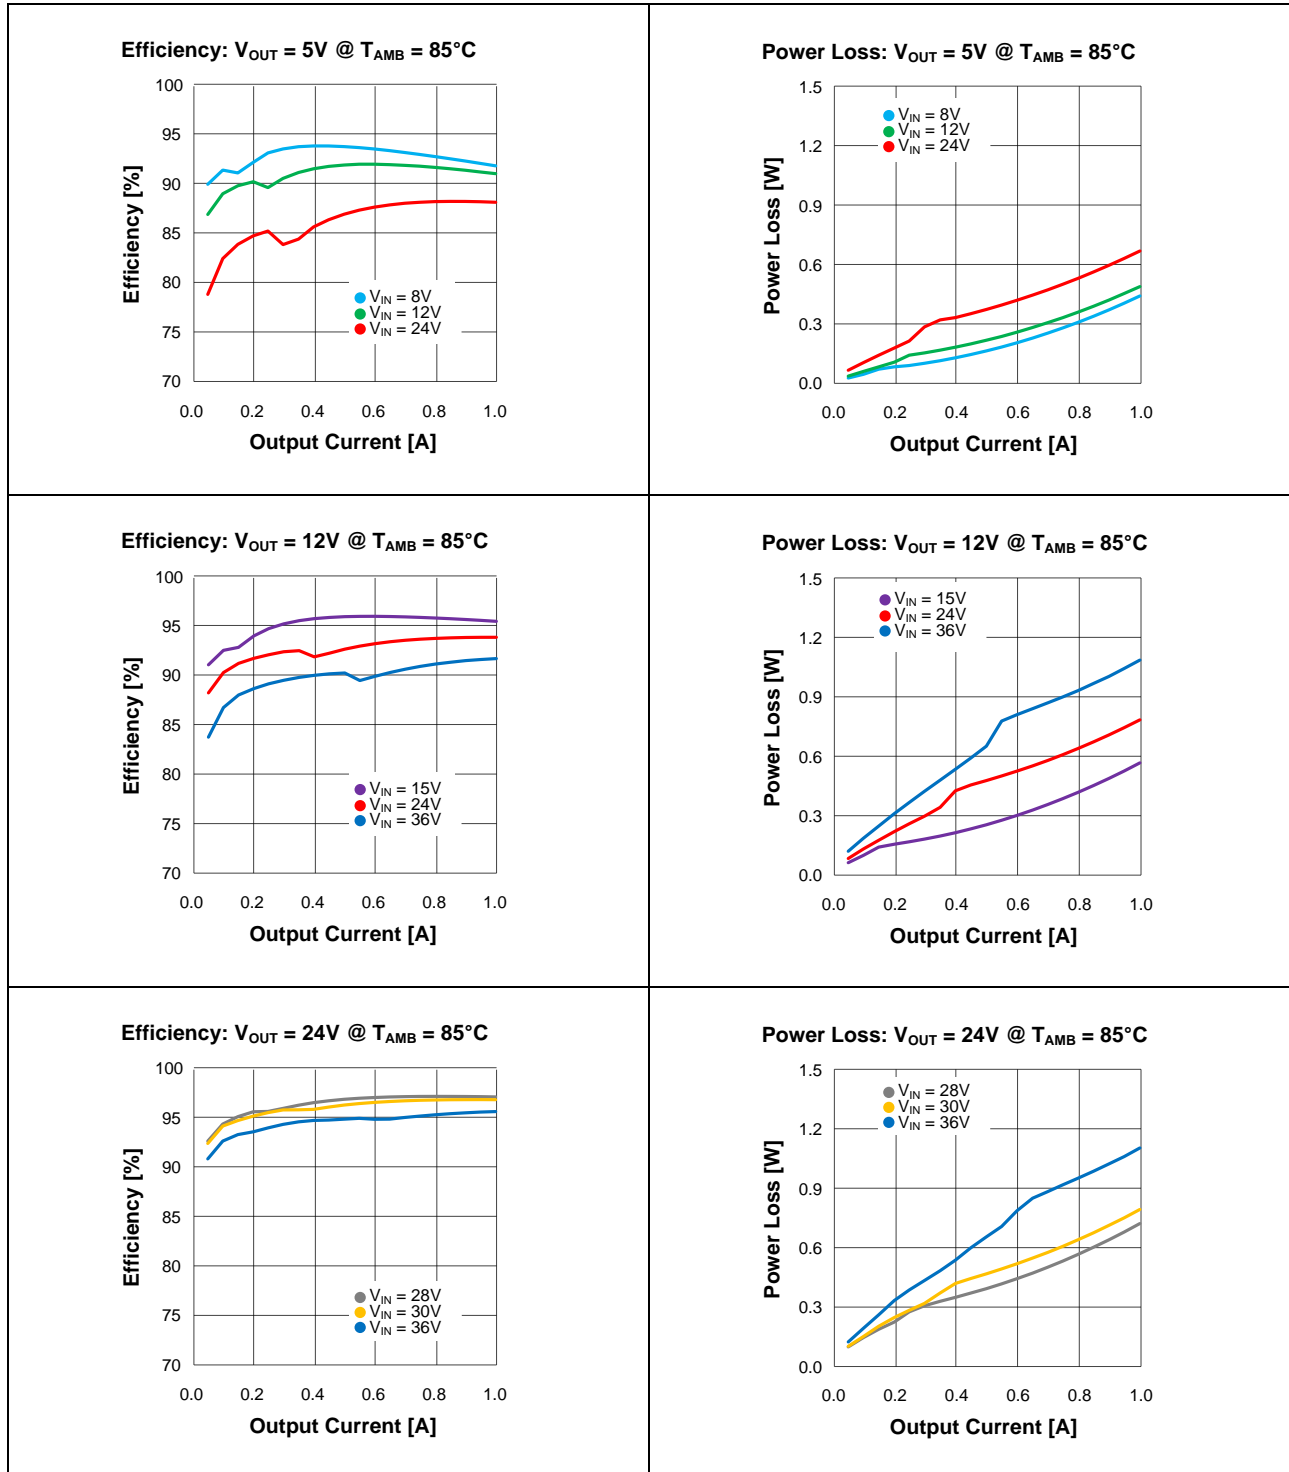 Efficiency: VOUT = 5V @ TAMB = 85°C
100
95
90
85
80
75
70
Efficiency [%]
VIN = 8V
VIN = 12V
VIN = 24V
0.0 0.2 0.4 0.6 0.8 1.0
Output Current [A]
Power Loss: VOUT = 5V @ TAMB = 85°C
1.5
1.2
0.9
0.6
0.3
0.0
Power Loss [W]
VIN = 8V
VIN = 12V
VIN = 24V
0.0 0.2 0.4 0.6 0.8 1.0
Output Current [A]
Efficiency: VOUT = 12V @ TAMB = 85°C
100
95
90
85
80
75
70
Efficiency [%]
VIN = 15V
VIN = 24V
VIN = 36V
0.0 0.2 0.4 0.6 0.8 1.0
Output Current [A]
Power Loss: VOUT = 12V @ TAMB = 85°C
1.5
1.2
0.9
0.6
0.3
0.0
Power Loss [W]
VIN = 15V
VIN = 24V
VIN = 36V
0.0 0.2 0.4 0.6 0.8 1.0
Output Current [A]
Efficiency: VOUT = 24V @ TAMB = 85°C
100
95
90
85
80
75
70
Efficiency [%]
VIN = 28V
VIN = 30V
VIN = 36V
0.0 0.2 0.4 0.6 0.8 1.0
Output Current [A]
Power Loss: VOUT = 24V @ TAMB = 85°C
1.5
1.2
0.9
0.6
0.3
0.0
Power Loss [W]
VIN = 28V
VIN = 30V
VIN = 36V
0.0 0.2 0.4 0.6 0.8 1.0
Output Current [A]